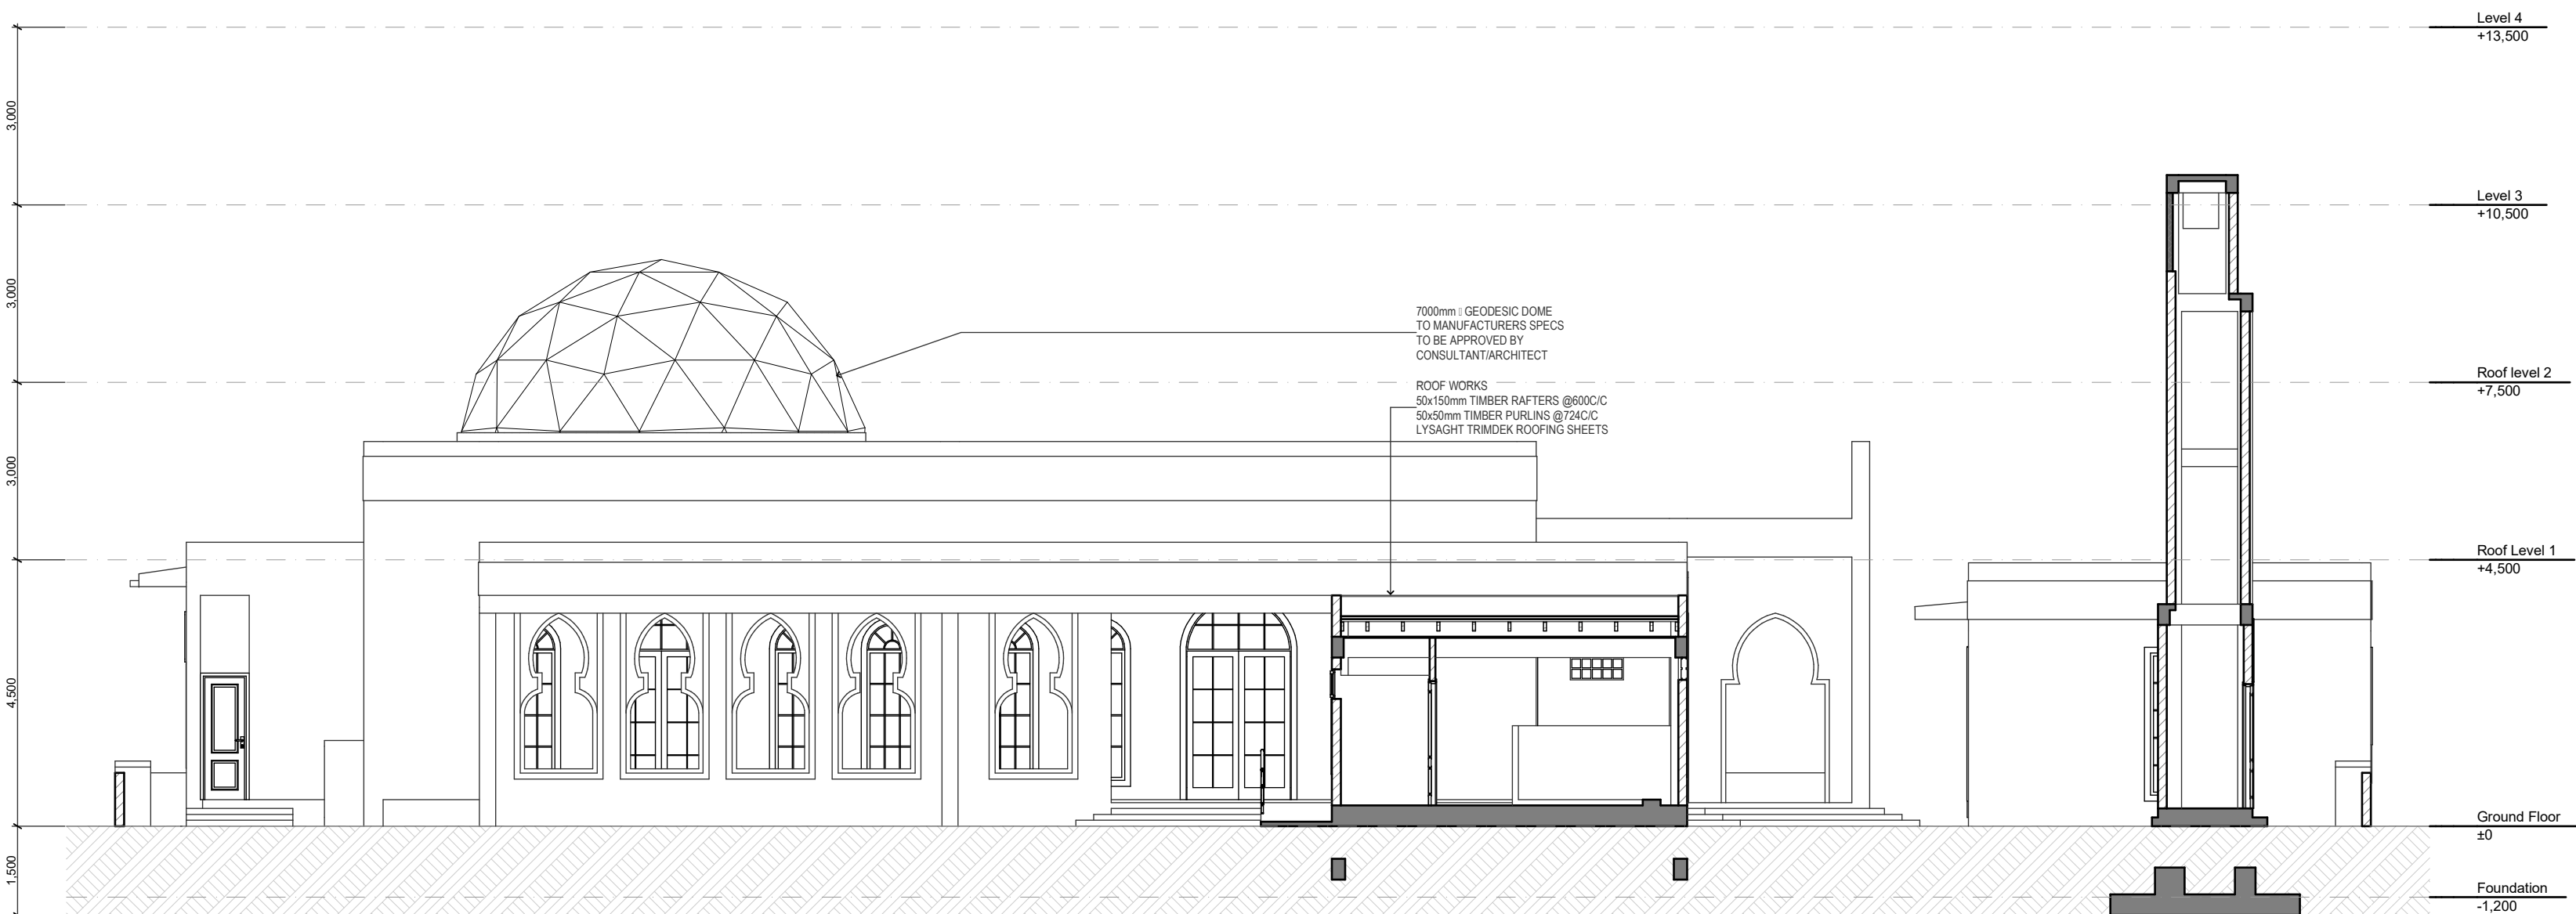 Level 4
+13,500
3,000
Level 3
+10,500
3,000
7000mm ▯ GEODESIC DOME
TO MANUFACTURERS SPECS
TO BE APPROVED BY
CONSULTANT/ARCHITECT
Roof level 2
+7,500
ROOF WORKS
50x150mm TIMBER RAFTERS @600C/C
50x50mm TIMBER PURLINS @724C/C
LYSAGHT TRIMDEK ROOFING SHEETS
3,000
Roof Level 1
+4,500
4,500
Ground Floor
±0
1,500
Foundation
-1,200